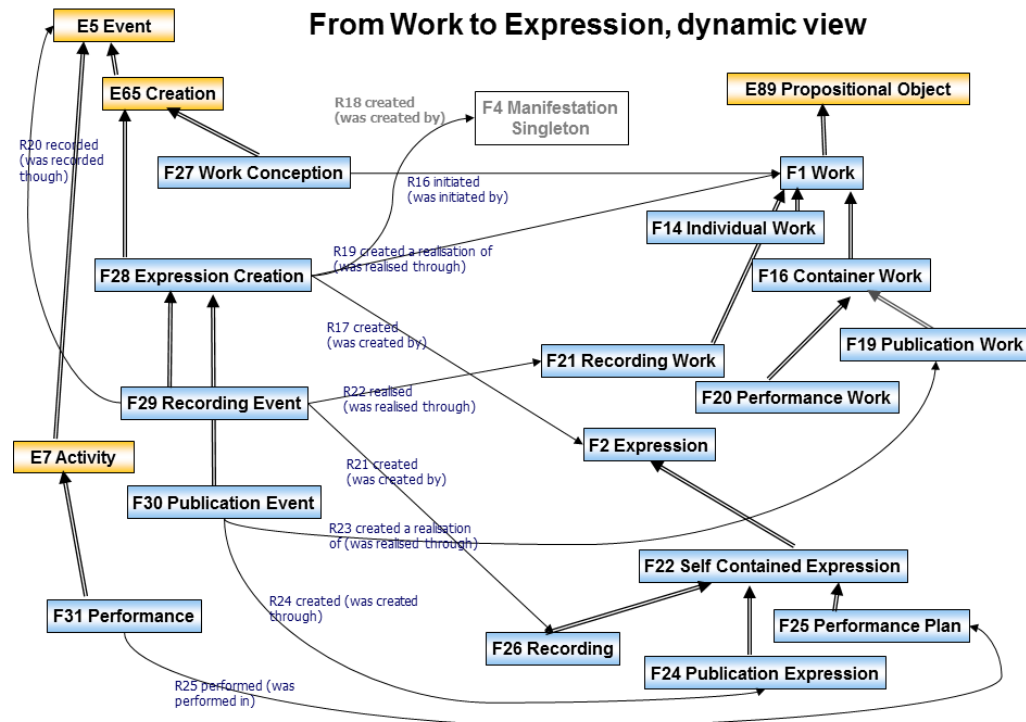 From Work to Expression, dynamic view
E5 Event
E65 Creation
E89 Propositional Object
R18 created
(was created by)
F4 Manifestation
Singleton
R20 recorded
(was recorded
though)
F27 Work Conception
F1 Work
R16 initiated
(was initiated by)
F14 Individual Work
R19 created a realisation of
(was realised through)
F28 Expression Creation
F16 Container Work
R17 created
(was created by)
F19 Publication Work
F21 Recording Work
F29 Recording Event
R22 realised
(was realised through)
F20 Performance Work
F2 Expression
E7 Activity
R21 created
(was created by)
F30 Publication Event
R23 created a realisation
of (was realised through)
F22 Self Contained Expression
R24 created (was created
through)
F31 Performance
F25 Performance Plan
F26 Recording
F24 Publication Expression
R25 performed (was
performed in)